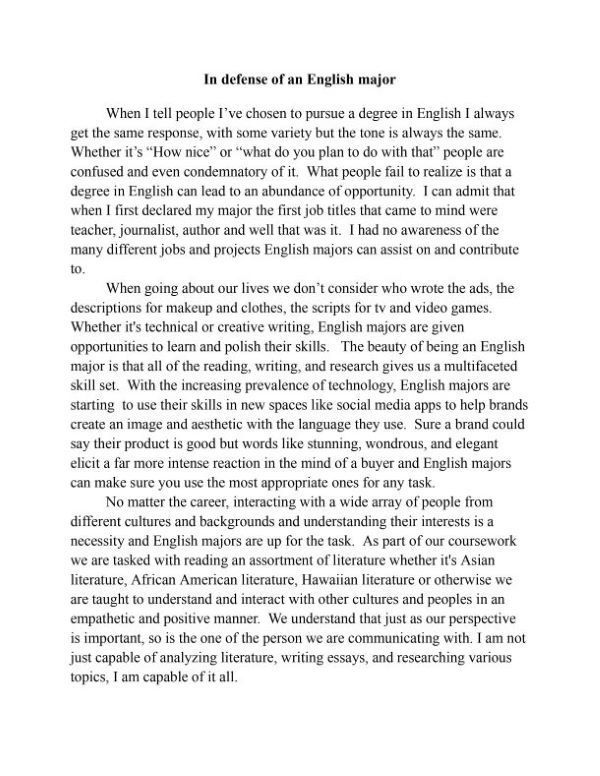 In defense of an English major
When I tell people I’ve chosen to pursue a degree in English I always
get the same response, with some variety but the tone is always the same.
Whether it’s “How nice” or “what do you plan to do with that” people are
confused and even condemnatory of it.  What people fail to realize is that a
degree in English can lead to an abundance of opportunity.  I can admit that
when I first declared my major the first job titles that came to mind were
teacher, journalist, author and well that was it.  I had no awareness of the
many different jobs and projects English majors can assist on and contribute
to.
When going about our lives we don’t consider who wrote the ads, the
descriptions for makeup and clothes, the scripts for tv and video games.
Whether it's technical or creative writing, English majors are given
opportunities to learn and polish their skills.   The beauty of being an English
major is that all of the reading, writing, and research gives us a multifaceted
skill set.  With the increasing prevalence of technology, English majors are
starting  to use their skills in new spaces like social media apps to help brands
create an image and aesthetic with the language they use.  Sure a brand could
say their product is good but words like stunning, wondrous, and elegant
elicit a far more intense reaction in the mind of a buyer and English majors
can make sure you use the most appropriate ones for any task.
No matter the career, interacting with a wide array of people from
different cultures and backgrounds and understanding their interests is a
necessity and English majors are up for the task.  As part of our coursework
we are tasked with reading an assortment of literature whether it's Asian
literature, African American literature, Hawaiian literature or otherwise we
are taught to understand and interact with other cultures and peoples in an
empathetic and positive manner.  We understand that just as our perspective
is important, so is the one of the person we are communicating with. I am not
just capable of analyzing literature, writing essays, and researching various
topics, I am capable of it all.